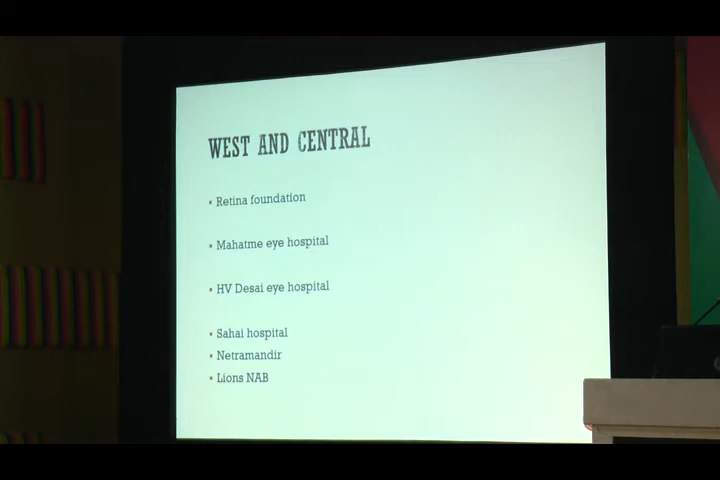 WEST AND CENTRAL
▪ Retina foundation
▪ Mahatme eye hospital
▪ HV Desai eye hospital
▪ Sahai hospital
▪ Netramandir
▪ Lions NAB